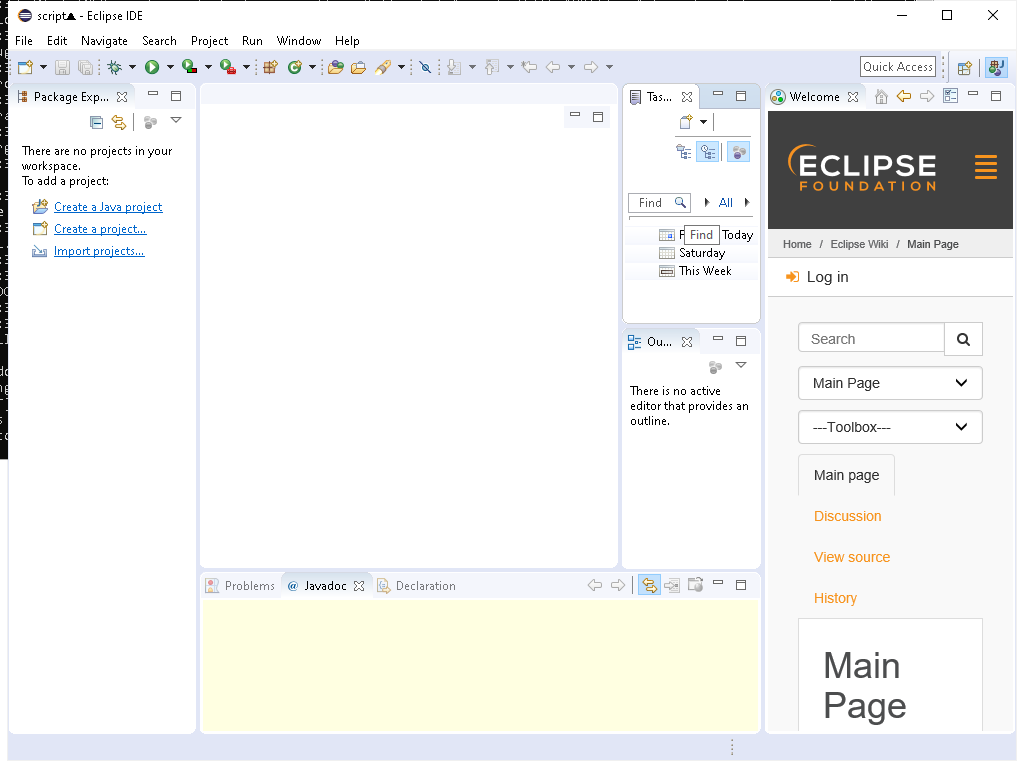 script▲ - Eclipse IDE
File Edit Navigate Search Project Run Window Help
Quick Access
Package Exp...
There are no projects in your
workspace.
To add a project:
Create a Java project
Create a project...
Import projects...
Tas...
Find All
Find Today
Saturday
This Week
Ou...
There is no active
editor that provides an
outline.
Problems @ Javadoc Declaration
Welcome
ECLIPSE
FOUNDATION
Home / Eclipse Wiki / Main Page
Log in
Search
Main Page
---Toolbox---
Main page
Discussion
View source
History
Main
Page